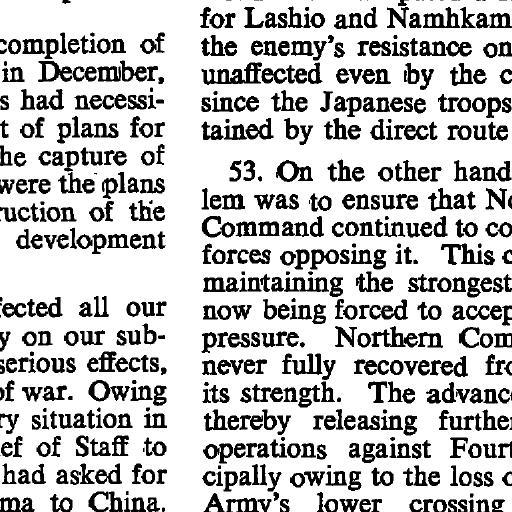 completion of
in December,
s had necessi-
t of plans for
he capture of
were the plans
ruction of the
development
fected all our
y on our sub-
serious effects,
of war. Owing
ry situation in
ief of Staff to
had asked for
ma to China.
for Lashio and Namhkam
the enemy's resistance on
unaffected even by the c
since the Japanese troops
tained by the direct route
53. On the other hand
lem was to ensure that No
Command continued to co
forces opposing it. This c
maintaining the strongest
now being forced to accep
pressure. Northern Com
never fully recovered fro
its strength. The advance
thereby releasing further
operations against Fourt
cipally owing to the loss o
Army's lower crossing